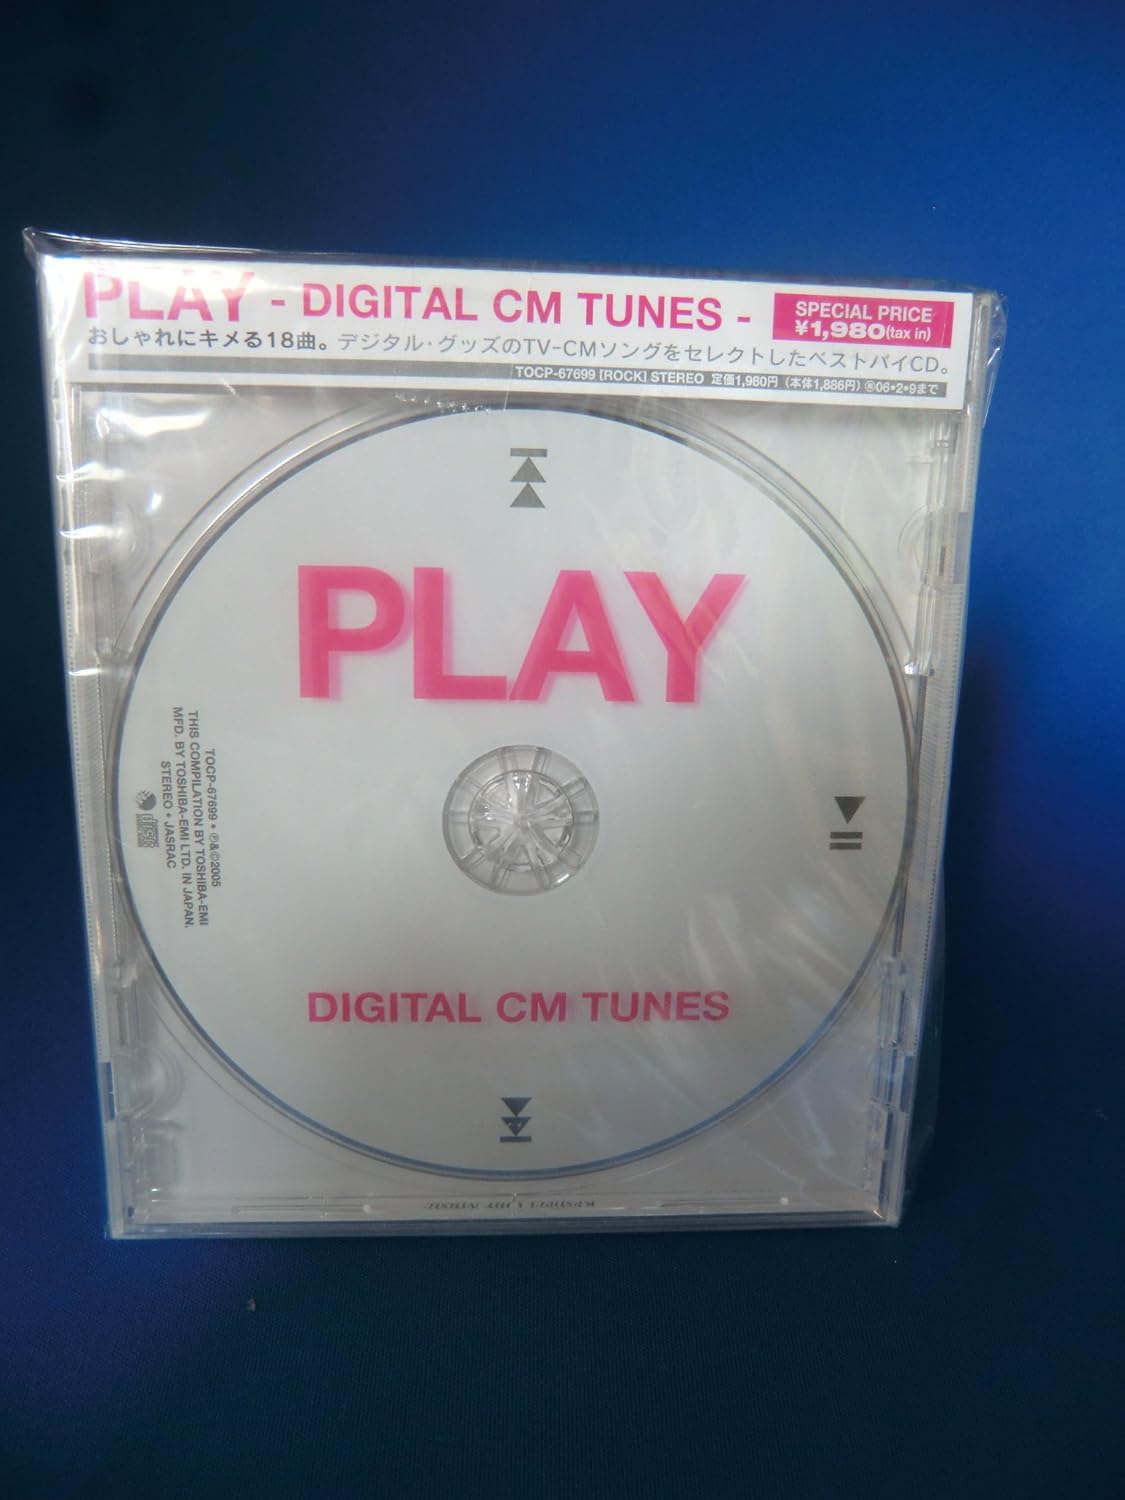 PLAY - DIGITAL CM TUNES -
SPECIAL PRICE
¥1,980(tax in)
おしゃれにキメる18曲。デジタル・グッズのTV-CMソングをセレクトしたベストバイCD。
TOCP-67699 [ROCK] STEREO 定価1,980円 (本体1,886円) Ⓡ06•2•9まで
PLAY
TOCP-67699 • ℗&©2005
THIS COMPILATION BY TOSHIBA-EMI
MFD. BY TOSHIBA-EMI LTD. IN JAPAN.
STEREO • JASRAC
disc
DIGITAL CM TUNES